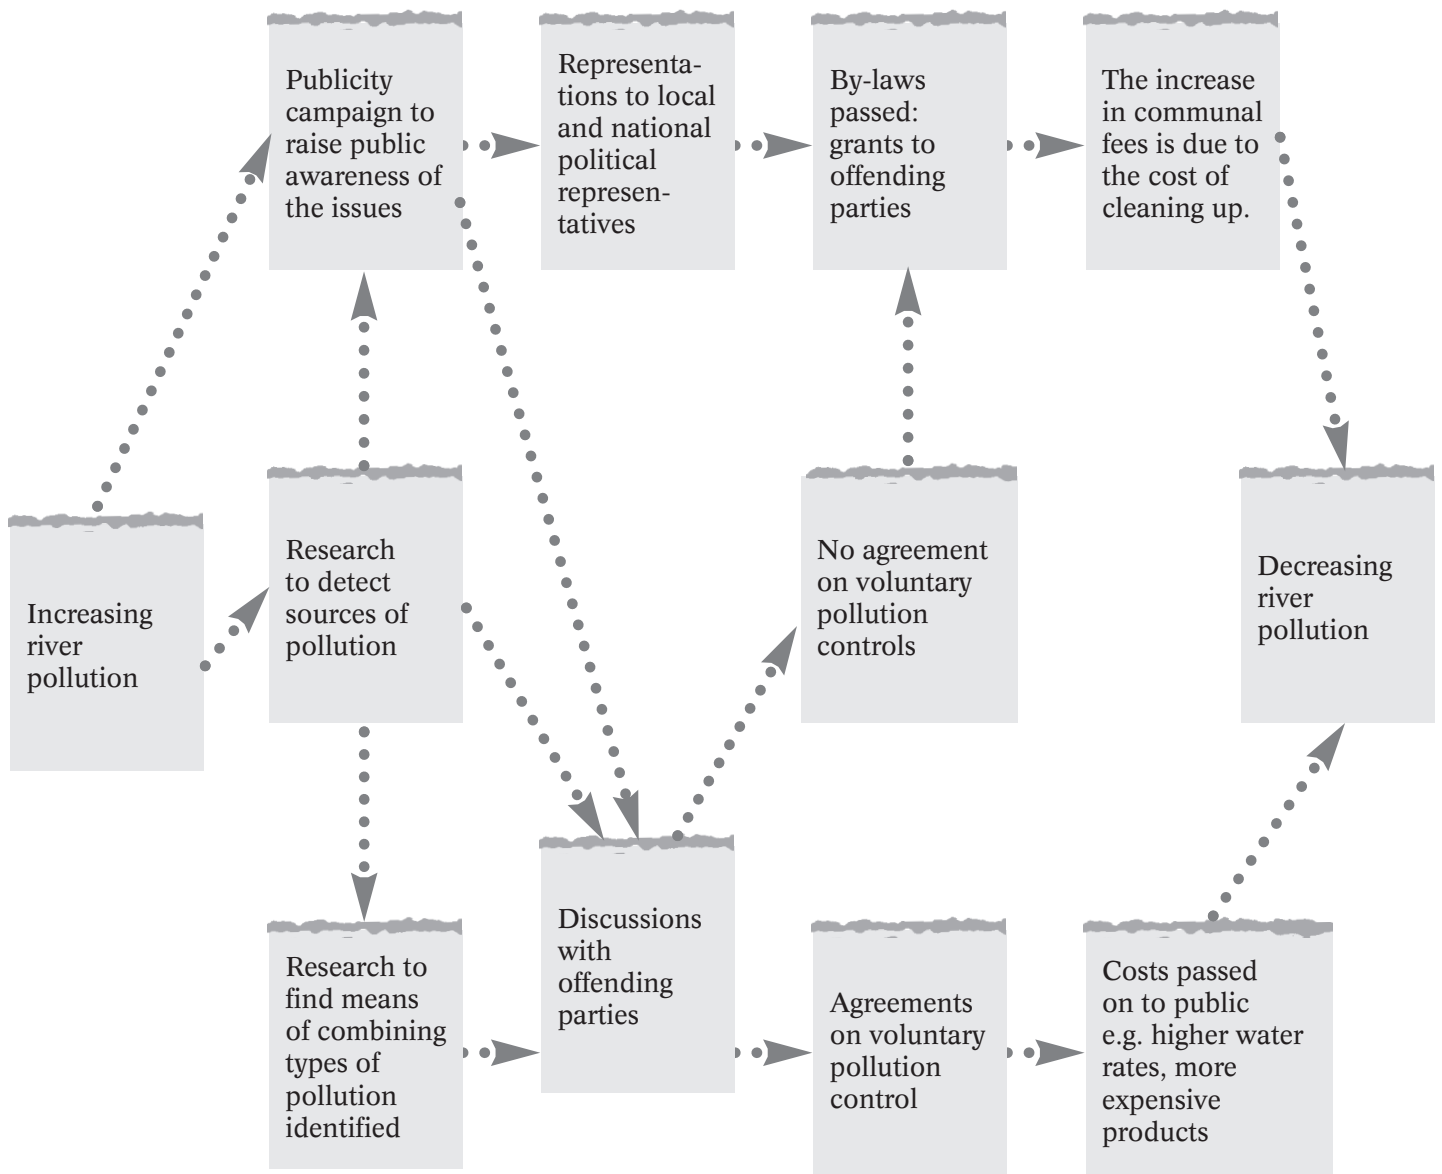 Publicity
campaign to
raise public
awareness of
the issues
Representa-
tions to local
and national
political
represen-
tatives
By-laws
passed:
grants to
offending
parties
The increase
in communal
fees is due to
the cost of
cleaning up.
Increasing
river
pollution
Research
to detect
sources of
pollution
No agreement
on voluntary
pollution
controls
Decreasing
river
pollution
Research to
find means
of combining
types of
pollution
identified
Discussions
with
offending
parties
Agreements
on voluntary
pollution
control
Costs passed
on to public
e.g. higher water
rates, more
expensive
products